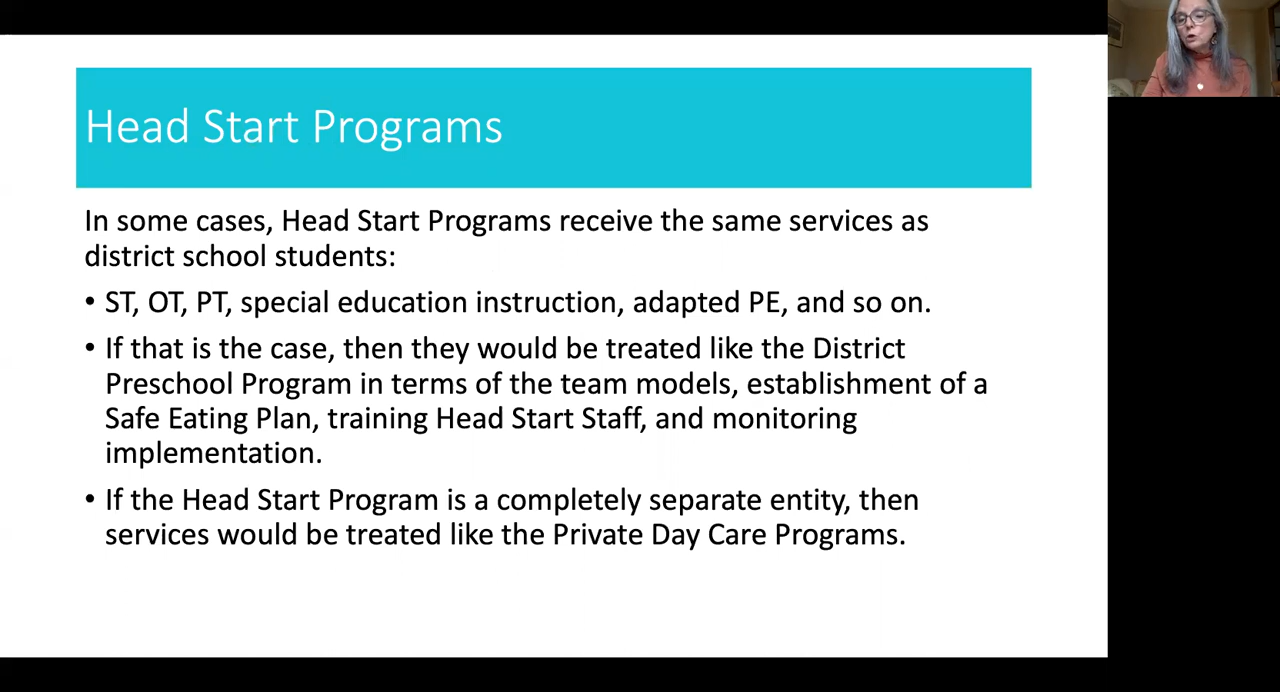 Head Start Programs
In some cases, Head Start Programs receive the same services as
district school students:
• ST, OT, PT, special education instruction, adapted PE, and so on.
• If that is the case, then they would be treated like the District
Preschool Program in terms of the team models, establishment of a
Safe Eating Plan, training Head Start Staff, and monitoring
implementation.
• If the Head Start Program is a completely separate entity, then
services would be treated like the Private Day Care Programs.